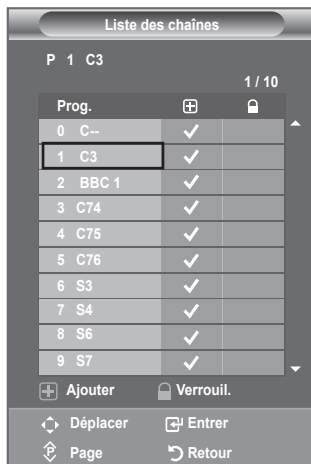 Liste des chaînes
P 1 C3
1 / 10
Prog.
0 C--
1 C3
2 BBC 1
3 C74
4 C75
5 C76
6 S3
7 S4
8 S6
9 S7
Ajouter Verrouil.
Déplacer Entrer
P Page Retour